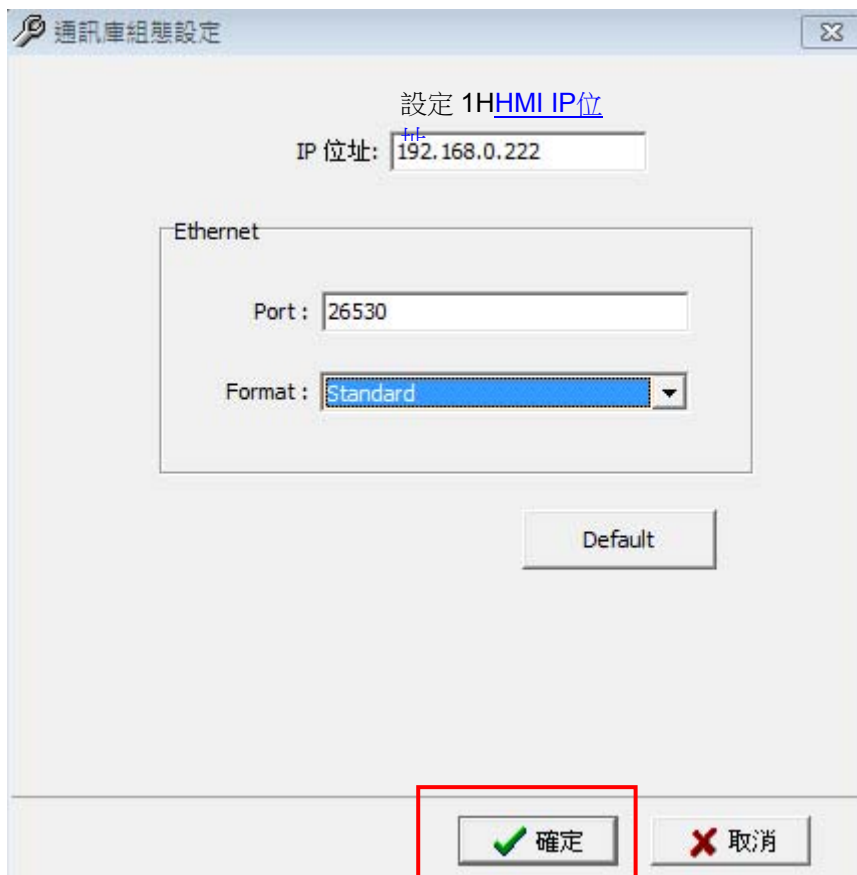 通訊庫組態設定
設定 1HHMI IP位
址
IP 位址: 192.168.0.222
Ethernet
Port : 26530
Format : Standard
Default
確定 取消